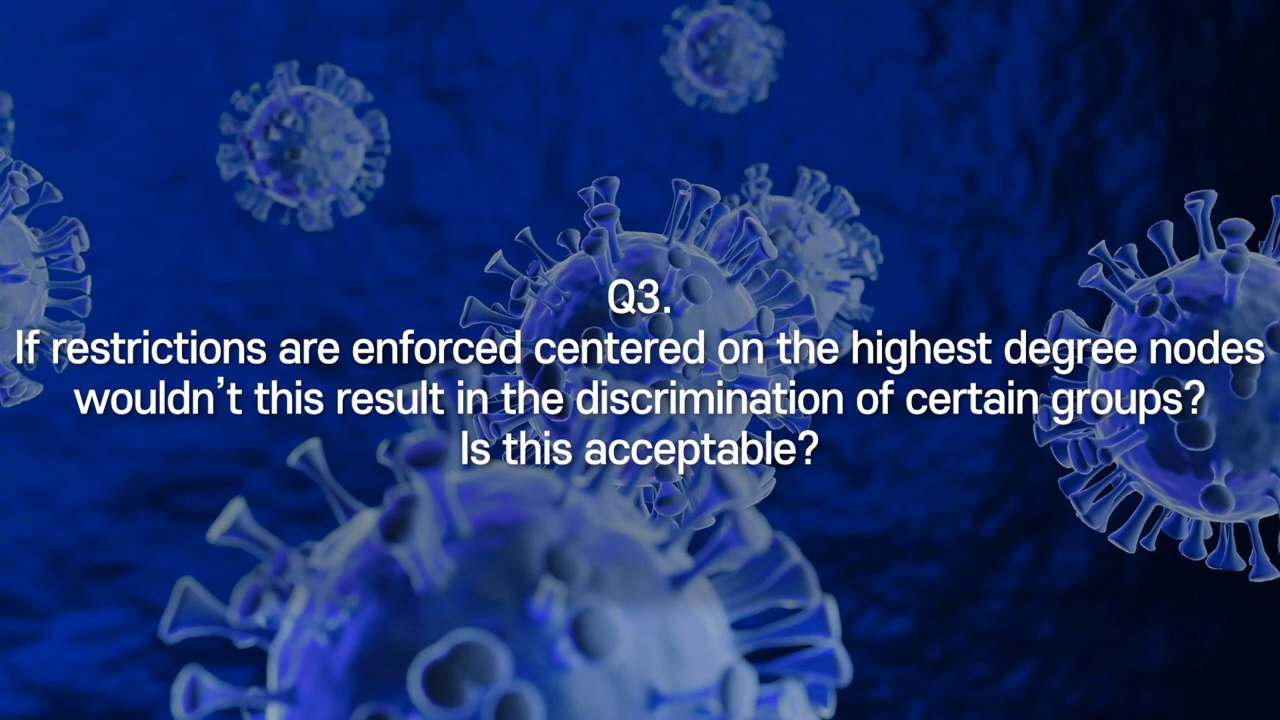 Q3.
If restrictions are enforced centered on the highest degree nodes
wouldn’t this result in the discrimination of certain groups?
Is this acceptable?